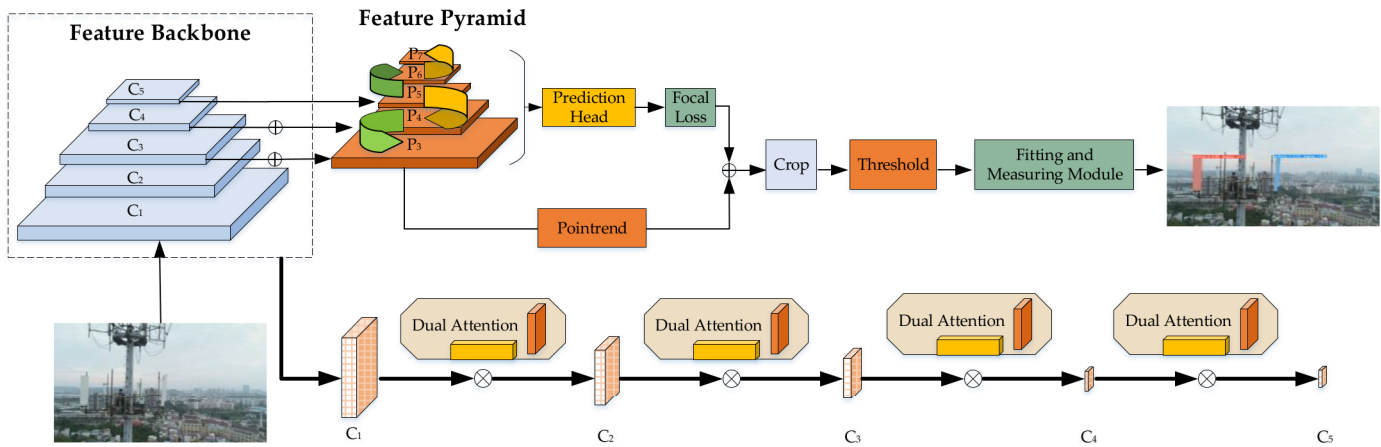 Feature Backbone
Feature Pyramid
C5
C4
C3
C2
C1
P7
P6
P5
P4
P3
Prediction
Head
Focal
Loss
Crop
Threshold
Fitting and
Measuring Module
Pointrend
Dual Attention
Dual Attention
Dual Attention
Dual Attention
C1
C2
C3
C4
C5